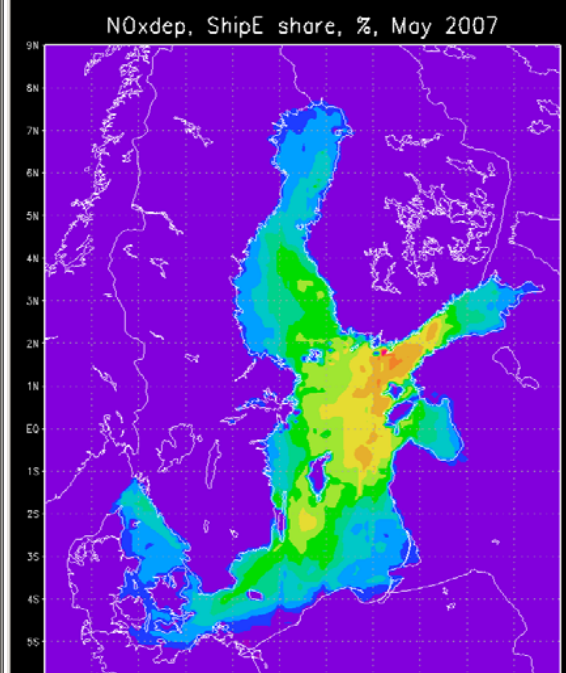 NOxdep, ShipE share, %, May 2007
9N
8N
7N
6N
5N
4N
3N
2N
1N
EQ
1S
2S
3S
4S
5S